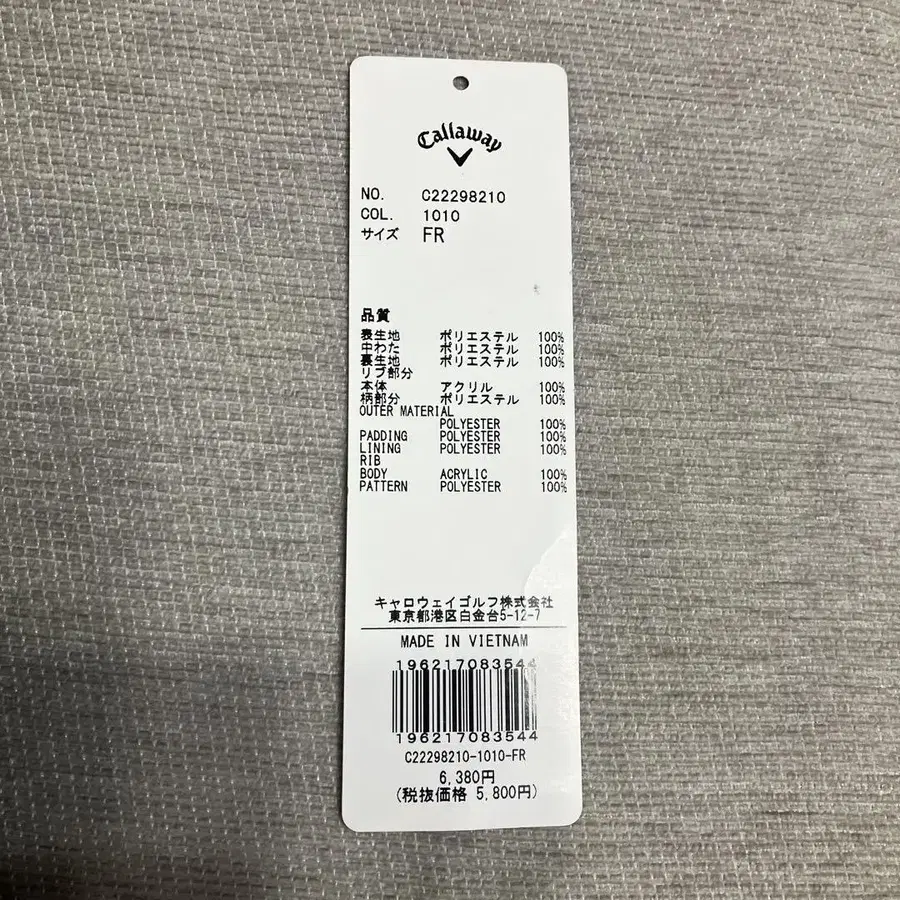 Callaway
NO. C22298210
COL. 1010
サイズ FR
品質
表生地 ポリエステル 100%
中わた ポリエステル 100%
裏生地 ポリエステル 100%
リブ部分
本体 アクリル 100%
柄部分 ポリエステル 100%
OUTER MATERIAL
POLYESTER 100%
PADDING POLYESTER 100%
LINING POLYESTER 100%
RIB
BODY ACRYLIC 100%
PATTERN POLYESTER 100%
キャロウェイゴルフ株式会社
東京都港区白金台5-12-7
MADE IN VIETNAM
196217083544
196217083544
C22298210-1010-FR
6,380円
(税抜価格 5,800円)